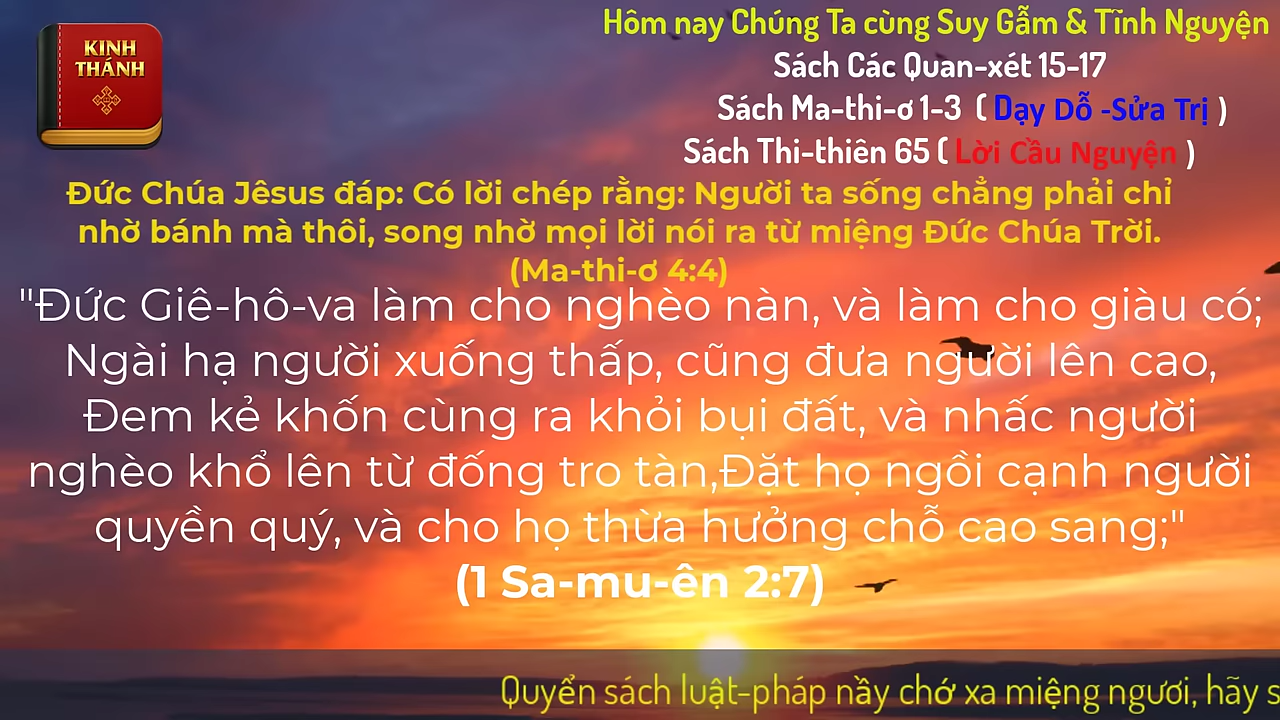 KINH
THÁNH
Hôm nay Chúng Ta cùng Suy Gẫm & Tĩnh Nguyện
Sách Các Quan-xét 15-17
Sách Ma-thi-ơ 1-3 ( Dạy Dỗ -Sửa Trị )
Sách Thi-thiên 65 ( Lời Cầu Nguyện )
Đức Chúa Jêsus đáp: Có lời chép rằng: Người ta sống chẳng phải chỉ
nhờ bánh mà thôi, song nhờ mọi lời nói ra từ miệng Đức Chúa Trời.
(Ma-thi-ơ 4:4)
"Đức Giê-hô-va làm cho nghèo nàn, và làm cho giàu có;
Ngài hạ người xuống thấp, cũng đưa người lên cao,
Đem kẻ khốn cùng ra khỏi bụi đất, và nhấc người
nghèo khổ lên từ đống tro tàn,Đặt họ ngồi cạnh người
quyền quý, và cho họ thừa hưởng chỗ cao sang;"
(1 Sa-mu-ên 2:7)
Quyển sách luật-pháp nầy chớ xa miệng ngươi, hãy s